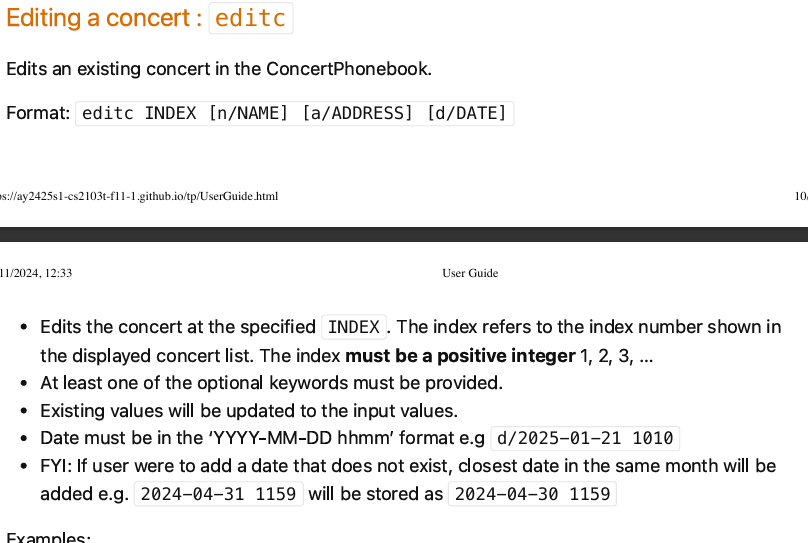 Editing a concert : editc
Edits an existing concert in the ConcertPhonebook.
Format: editc INDEX [n/NAME] [a/ADDRESS] [d/DATE]
s://ay2425s1-cs2103t-f11-1.github.io/tp/UserGuide.html 10/
11/2024, 12:33 User Guide
• Edits the concert at the specified INDEX . The index refers to the index number shown in
the displayed concert list. The index must be a positive integer 1, 2, 3, …
• At least one of the optional keywords must be provided.
• Existing values will be updated to the input values.
• Date must be in the ‘YYYY-MM-DD hhmm’ format e.g d/2025-01-21 1010
• FYI: If user were to add a date that does not exist, closest date in the same month will be
added e.g. 2024-04-31 1159 will be stored as 2024-04-30 1159
Examples: